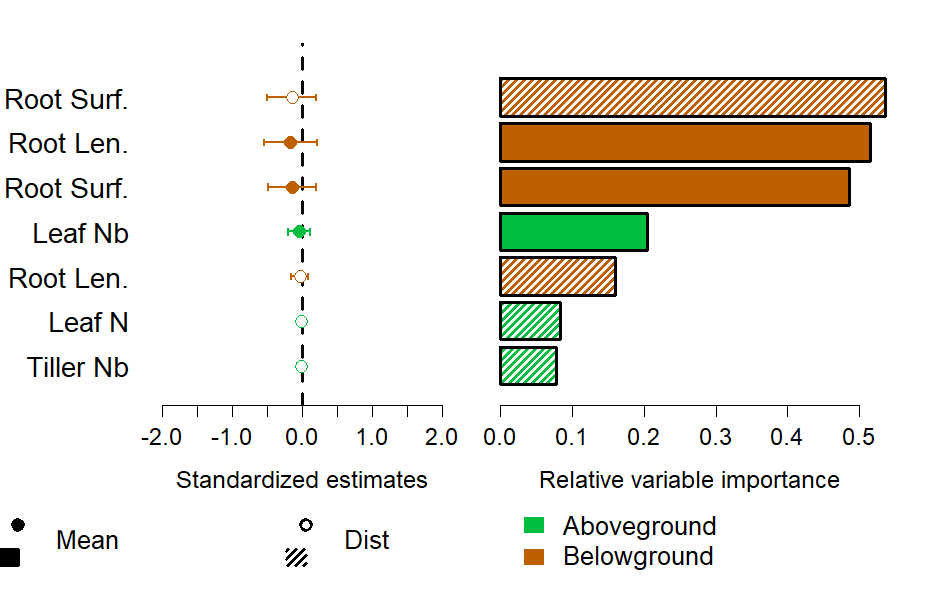 Root Surf.
Root Len.
Root Surf.
Leaf Nb
Root Len.
Leaf N
Tiller Nb
-2.0 -1.0 0.0 1.0 2.0
0.0 0.1 0.2 0.3 0.4 0.5
Standardized estimates
Relative variable importance
Mean
Dist
Aboveground
Belowground